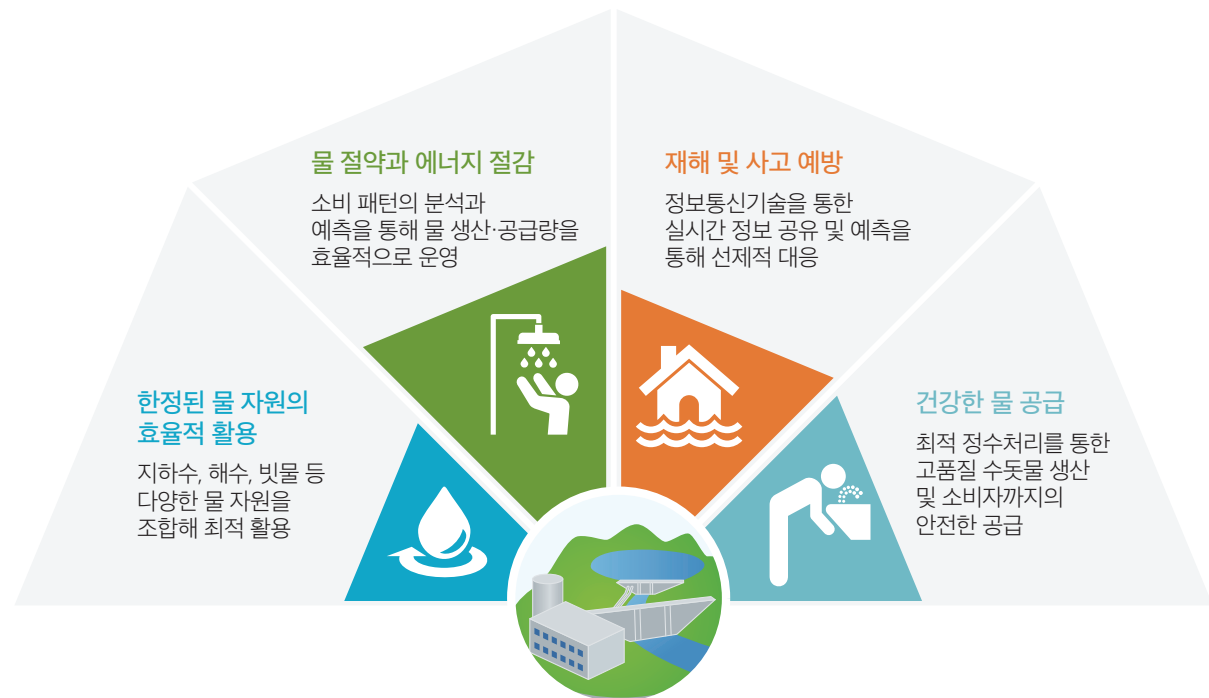 물 절약과 에너지 절감
소비 패턴의 분석과
예측을 통해 물 생산·공급량을
효율적으로 운영
재해 및 사고 예방
정보통신기술을 통한
실시간 정보 공유 및 예측을
통해 선제적 대응
한정된 물 자원의
효율적 활용
지하수, 해수, 빗물 등
다양한 물 자원을
조합해 최적 활용
건강한 물 공급
최적 정수처리를 통한
고품질 수돗물 생산
및 소비자까지의
안전한 공급